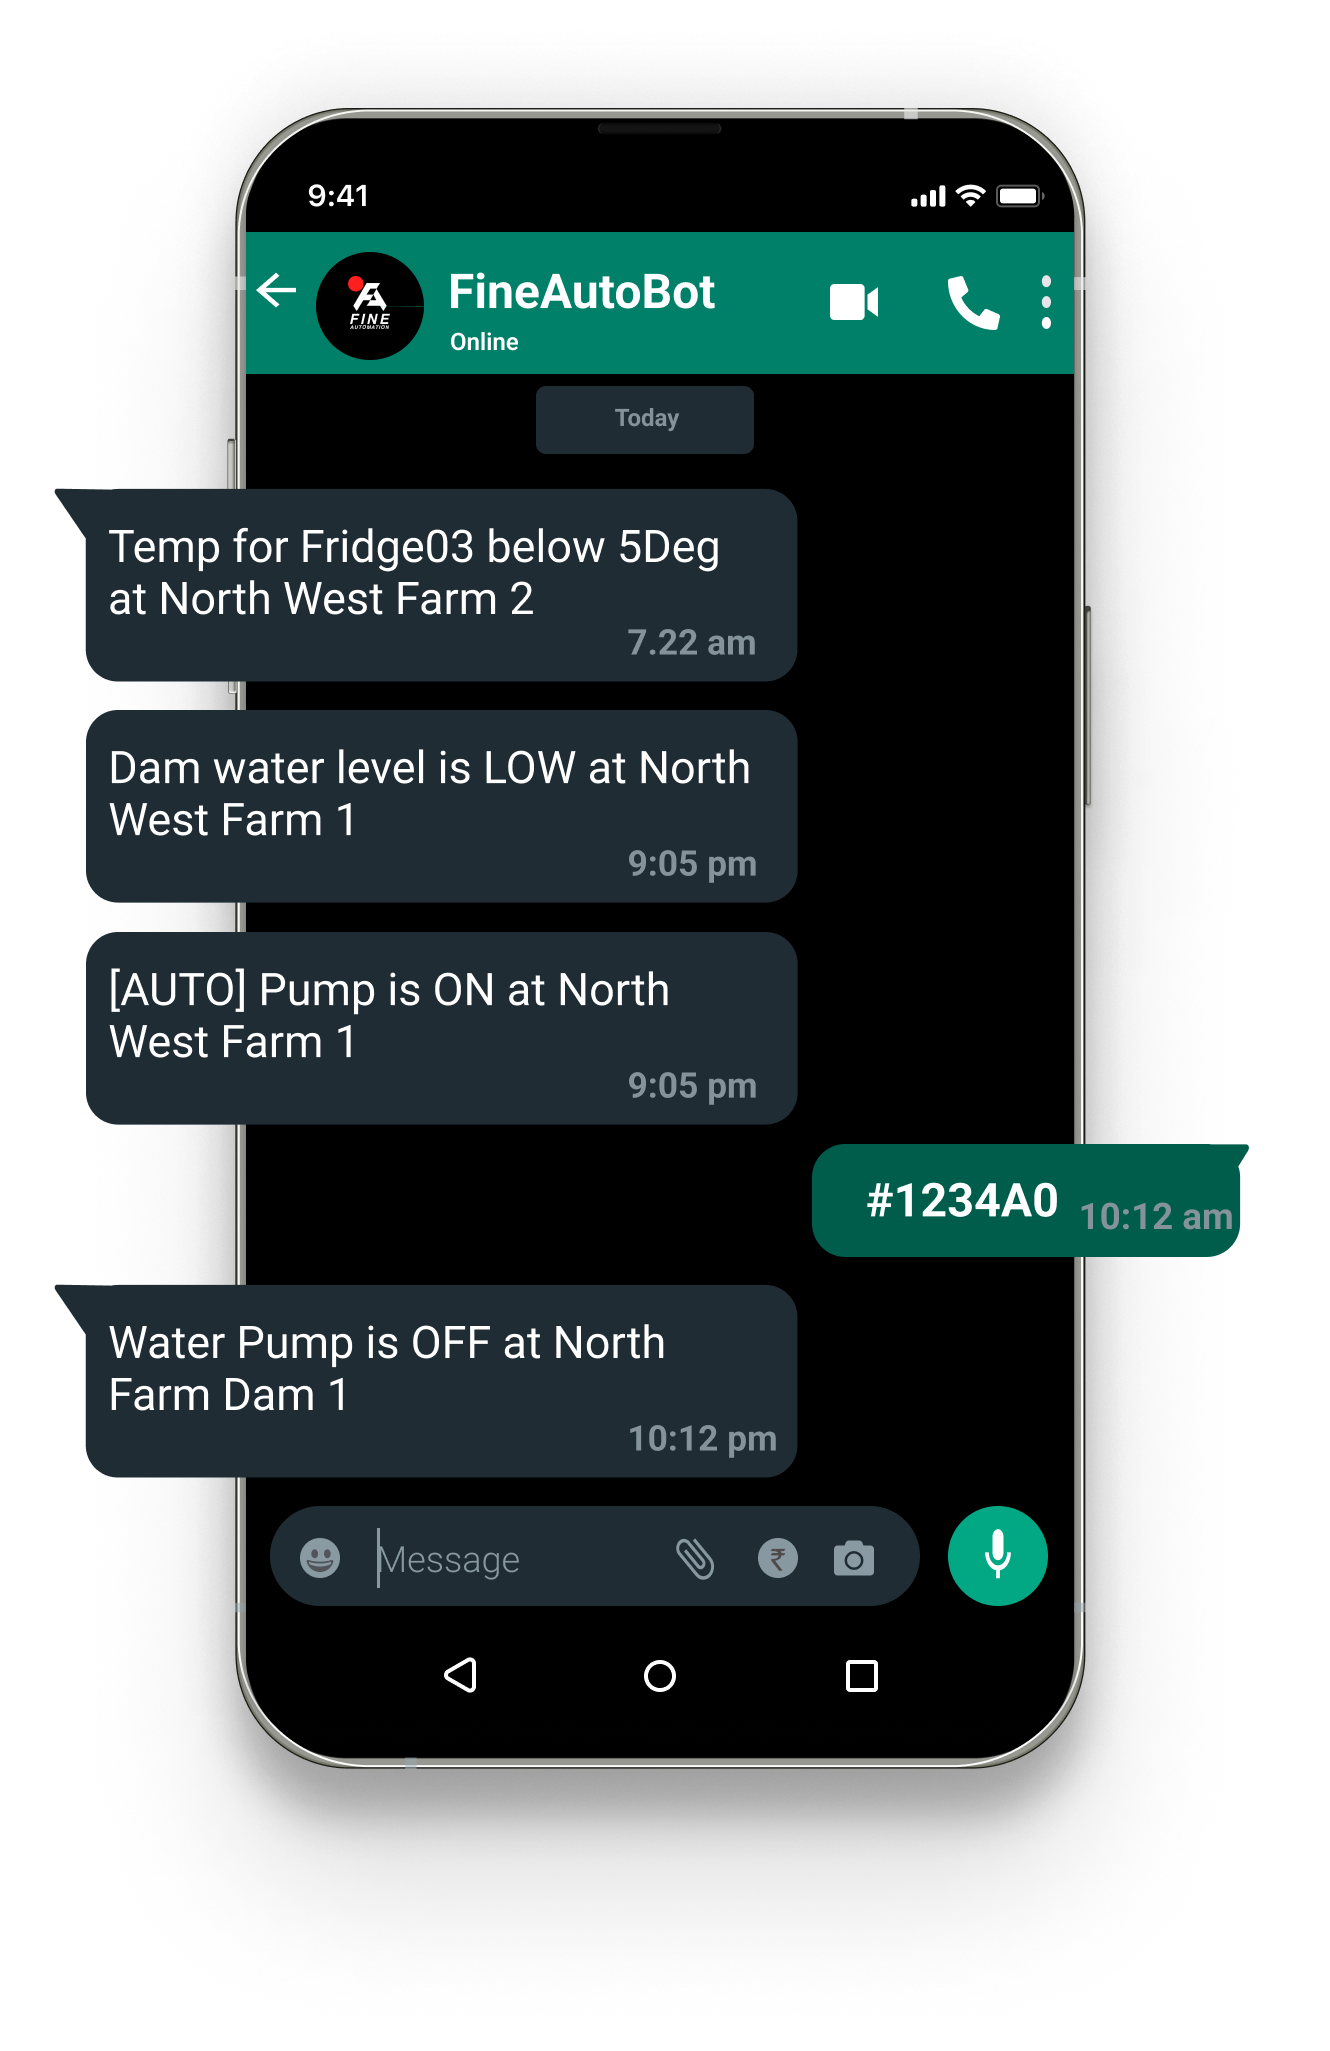 9:41
FINE
AUTOMATION
FineAutoBot
Online
Today
Temp for Fridge03 below 5Deg
at North West Farm 2
7.22 am
Dam water level is LOW at North
West Farm 1
9:05 pm
[AUTO] Pump is ON at North
West Farm 1
9:05 pm
#1234A0 10:12 am
Water Pump is OFF at North
Farm Dam 1
10:12 pm
Message
₹